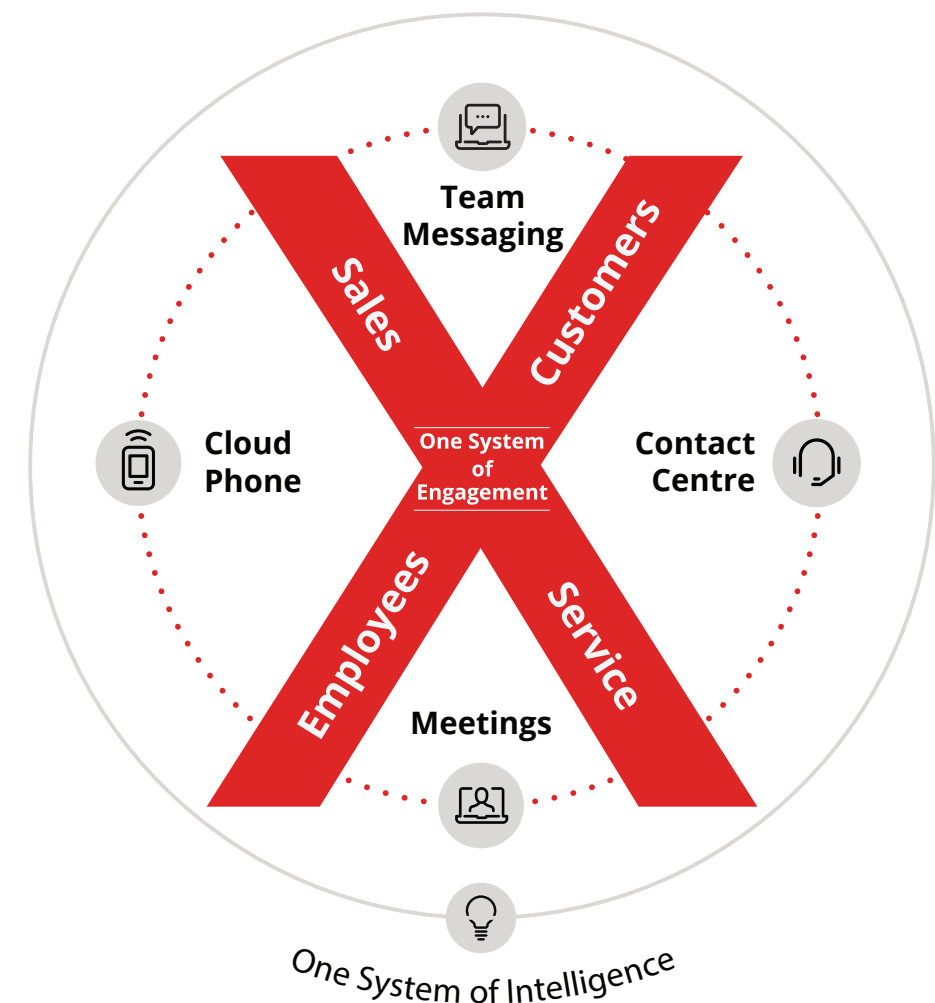 Team
Messaging
Sales
Customers
Cloud
Phone
One System
of
Engagement
Contact
Centre
Employees
Service
Meetings
One System of Intelligence